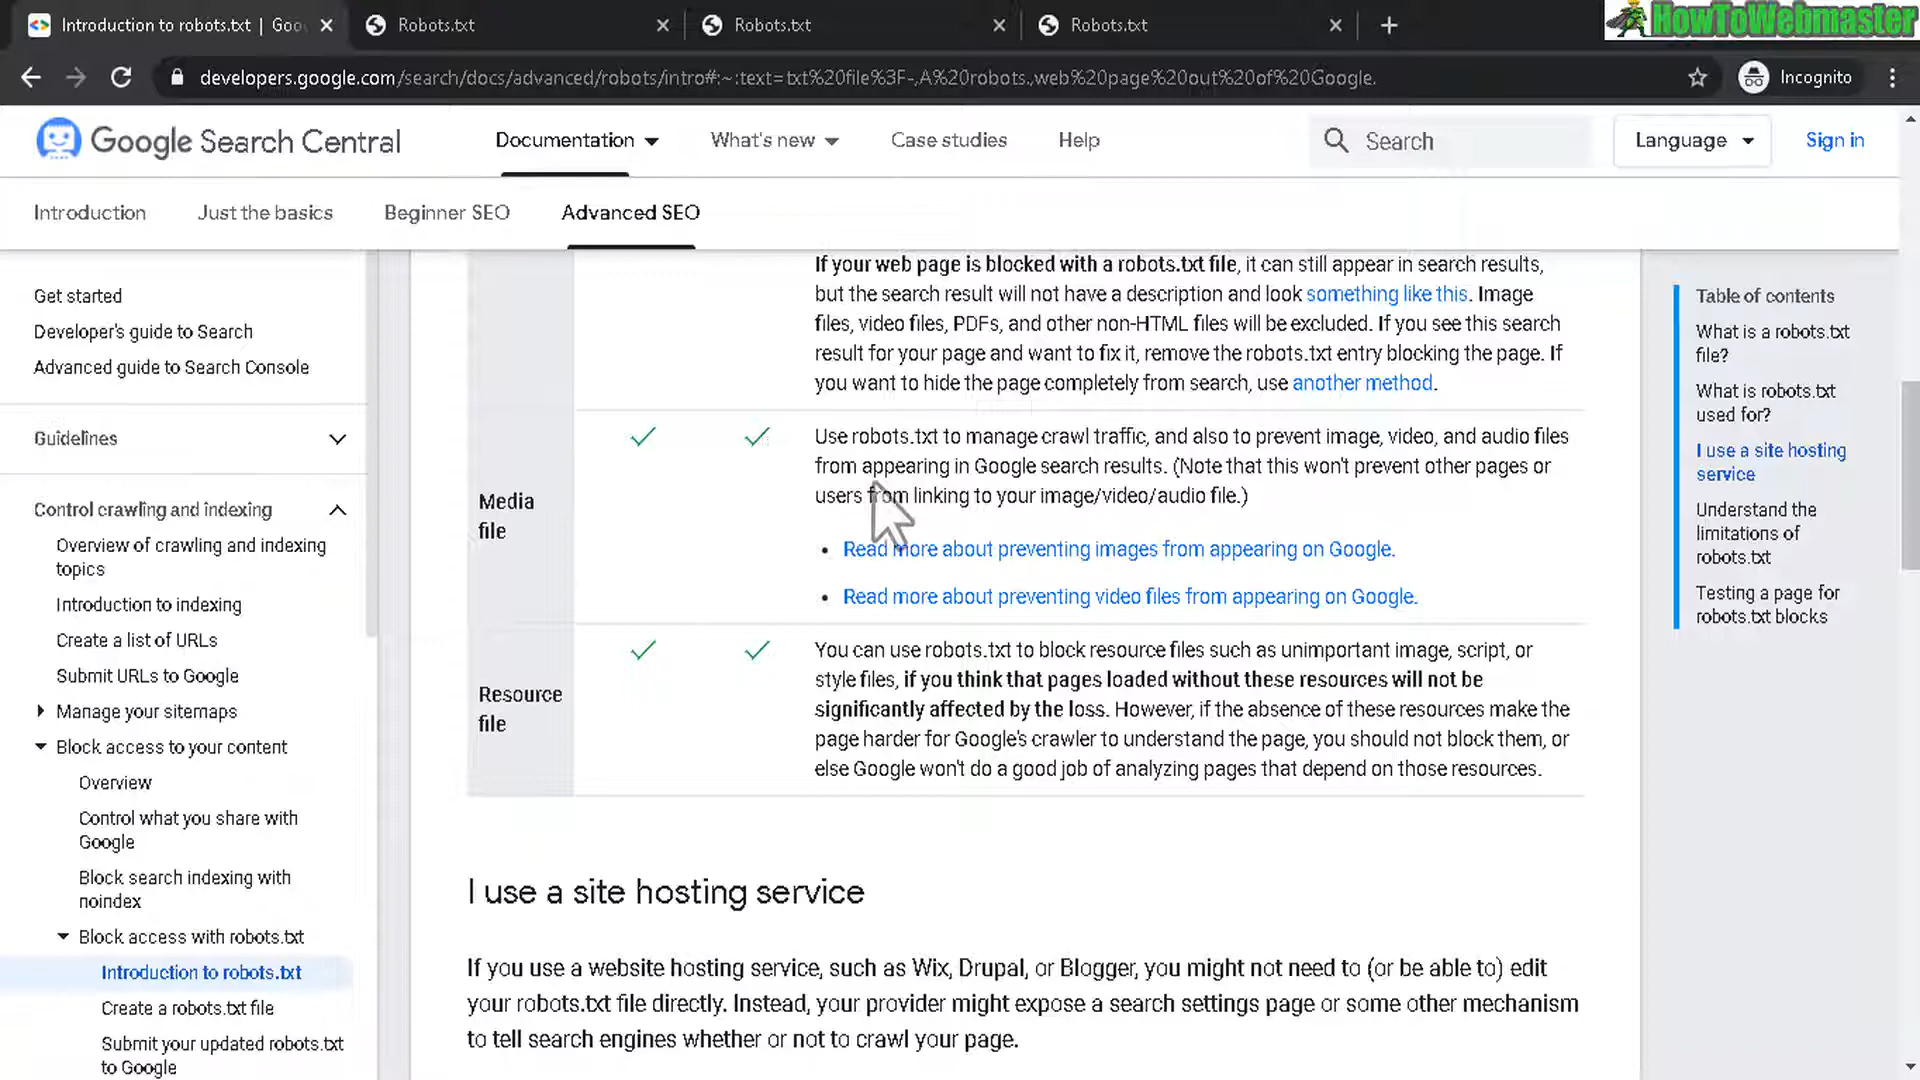 Introduction to robots.txt | Goo
Robots.txt
Robots.txt
Robots.txt
HowToWebmaster
developers.google.com/search/docs/advanced/robots/intro#:~:text=txt%20file%3F-,A%20robots.,web%20page%20out%20of%20Google.
Incognito
Google Search Central
Documentation
What's new
Case studies
Help
Search
Language
Sign in
Introduction
Just the basics
Beginner SEO
Advanced SEO
Get started
Developer's guide to Search
Advanced guide to Search Console
Guidelines
Control crawling and indexing
Overview of crawling and indexing
topics
Introduction to indexing
Create a list of URLs
Submit URLs to Google
Manage your sitemaps
Block access to your content
Overview
Control what you share with
Google
Block search indexing with
noindex
Block access with robots.txt
Introduction to robots.txt
Create a robots.txt file
Submit your updated robots.txt
to Google
If your web page is blocked with a robots.txt file, it can still appear in search results,
but the search result will not have a description and look something like this. Image
files, video files, PDFs, and other non-HTML files will be excluded. If you see this search
result for your page and want to fix it, remove the robots.txt entry blocking the page. If
you want to hide the page completely from search, use another method.
Media
file
Use robots.txt to manage crawl traffic, and also to prevent image, video, and audio files
from appearing in Google search results. (Note that this won't prevent other pages or
users from linking to your image/video/audio file.)
• Read more about preventing images from appearing on Google.
• Read more about preventing video files from appearing on Google.
Resource
file
You can use robots.txt to block resource files such as unimportant image, script, or
style files, if you think that pages loaded without these resources will not be
significantly affected by the loss. However, if the absence of these resources make the
page harder for Google's crawler to understand the page, you should not block them, or
else Google won't do a good job of analyzing pages that depend on those resources.
I use a site hosting service
If you use a website hosting service, such as Wix, Drupal, or Blogger, you might not need to (or be able to) edit
your robots.txt file directly. Instead, your provider might expose a search settings page or some other mechanism
to tell search engines whether or not to crawl your page.
Table of contents
What is a robots.txt
file?
What is robots.txt
used for?
I use a site hosting
service
Understand the
limitations of
robots.txt
Testing a page for
robots.txt blocks